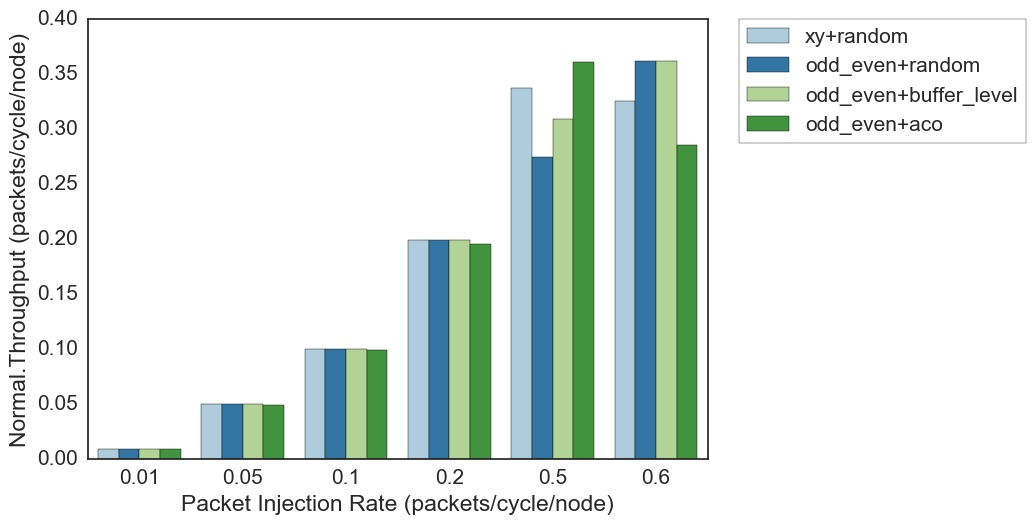 Normal.Throughput (packets/cycle/node)
0.40
0.35
0.30
0.25
0.20
0.15
0.10
0.05
0.00
0.01 0.05 0.1 0.2 0.5 0.6
Packet Injection Rate (packets/cycle/node)
xy+random
odd_even+random
odd_even+buffer_level
odd_even+aco